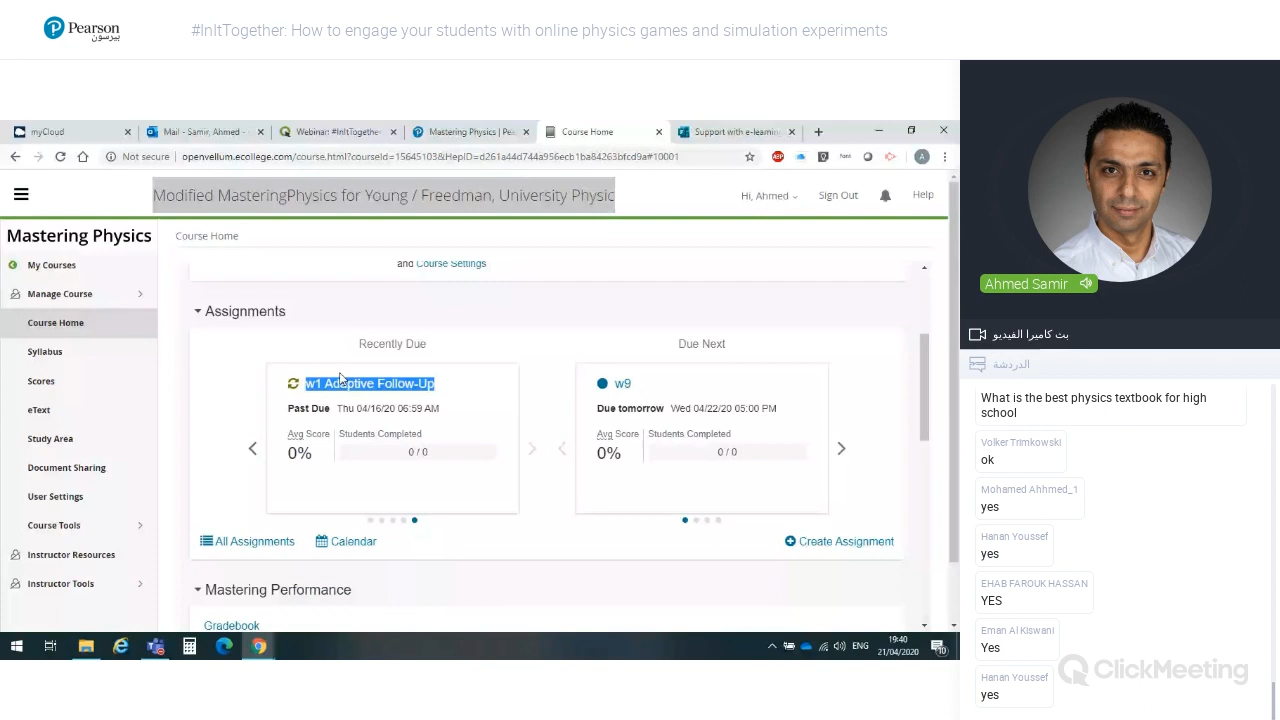 Pearson
بيرسون
#InItTogether: How to engage your students with online physics games and simulation experiments
myCloud
Mail - Samir, Ahmed -
Webinar: #InItTogether
Mastering Physics | Pea
Course Home
Support with e-learning
Not secure
openvellum.ecollege.com/course.html?courseId=15645103&HepID=d261a44d744a956ecb1ba84263bfcd9a#10001
ABP
Font
A
Modified MasteringPhysics for Young / Freedman, University Physic
Hi, Ahmed
Sign Out
Help
Mastering Physics
My Courses
Manage Course
Course Home
Syllabus
Scores
eText
Study Area
Document Sharing
User Settings
Course Tools
Instructor Resources
Instructor Tools
Course Home
and Course Settings
Assignments
Recently Due
w1 Adaptive Follow-Up
Past Due Thu 04/16/20 06:59 AM
Avg Score Students Completed
0% 0 / 0
Due Next
w9
Due tomorrow Wed 04/22/20 05:00 PM
Avg Score Students Completed
0% 0 / 0
All Assignments
Calendar
Create Assignment
Mastering Performance
Gradebook
ENG
19:40
21/04/2020
10
Ahmed Samir
بث كاميرا الفيديو
الدردشة
What is the best physics textbook for high
school
Volker Trimkowski
ok
Mohamed Ahhmed_1
yes
Hanan Youssef
yes
EHAB FAROUK HASSAN
YES
Eman Al Kiswani
Yes
Hanan Youssef
yes
ClickMeeting